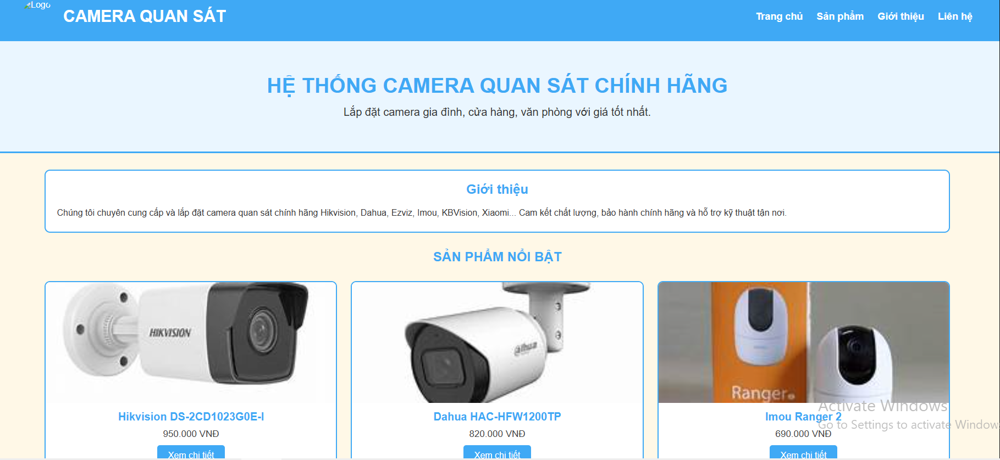 Logo
CAMERA QUAN SÁT
Trang chủ Sản phẩm Giới thiệu Liên hệ
HỆ THỐNG CAMERA QUAN SÁT CHÍNH HÃNG
Lắp đặt camera gia đình, cửa hàng, văn phòng với giá tốt nhất.
Giới thiệu
Chúng tôi chuyên cung cấp và lắp đặt camera quan sát chính hãng Hikvision, Dahua, Ezviz, Imou, KBVision, Xiaomi... Cam kết chất lượng, bảo hành chính hãng và hỗ trợ kỹ thuật tận nơi.
SẢN PHẨM NỔI BẬT
HIKVISION
alhua
Ranger
Hikvision DS-2CD1023G0E-I
950.000 VNĐ
Xem chi tiết
Dahua HAC-HFW1200TP
820.000 VNĐ
Xem chi tiết
Imou Ranger 2
690.000 VNĐ
Xem chi tiết
Activate Windows
Go to Settings to activate Window